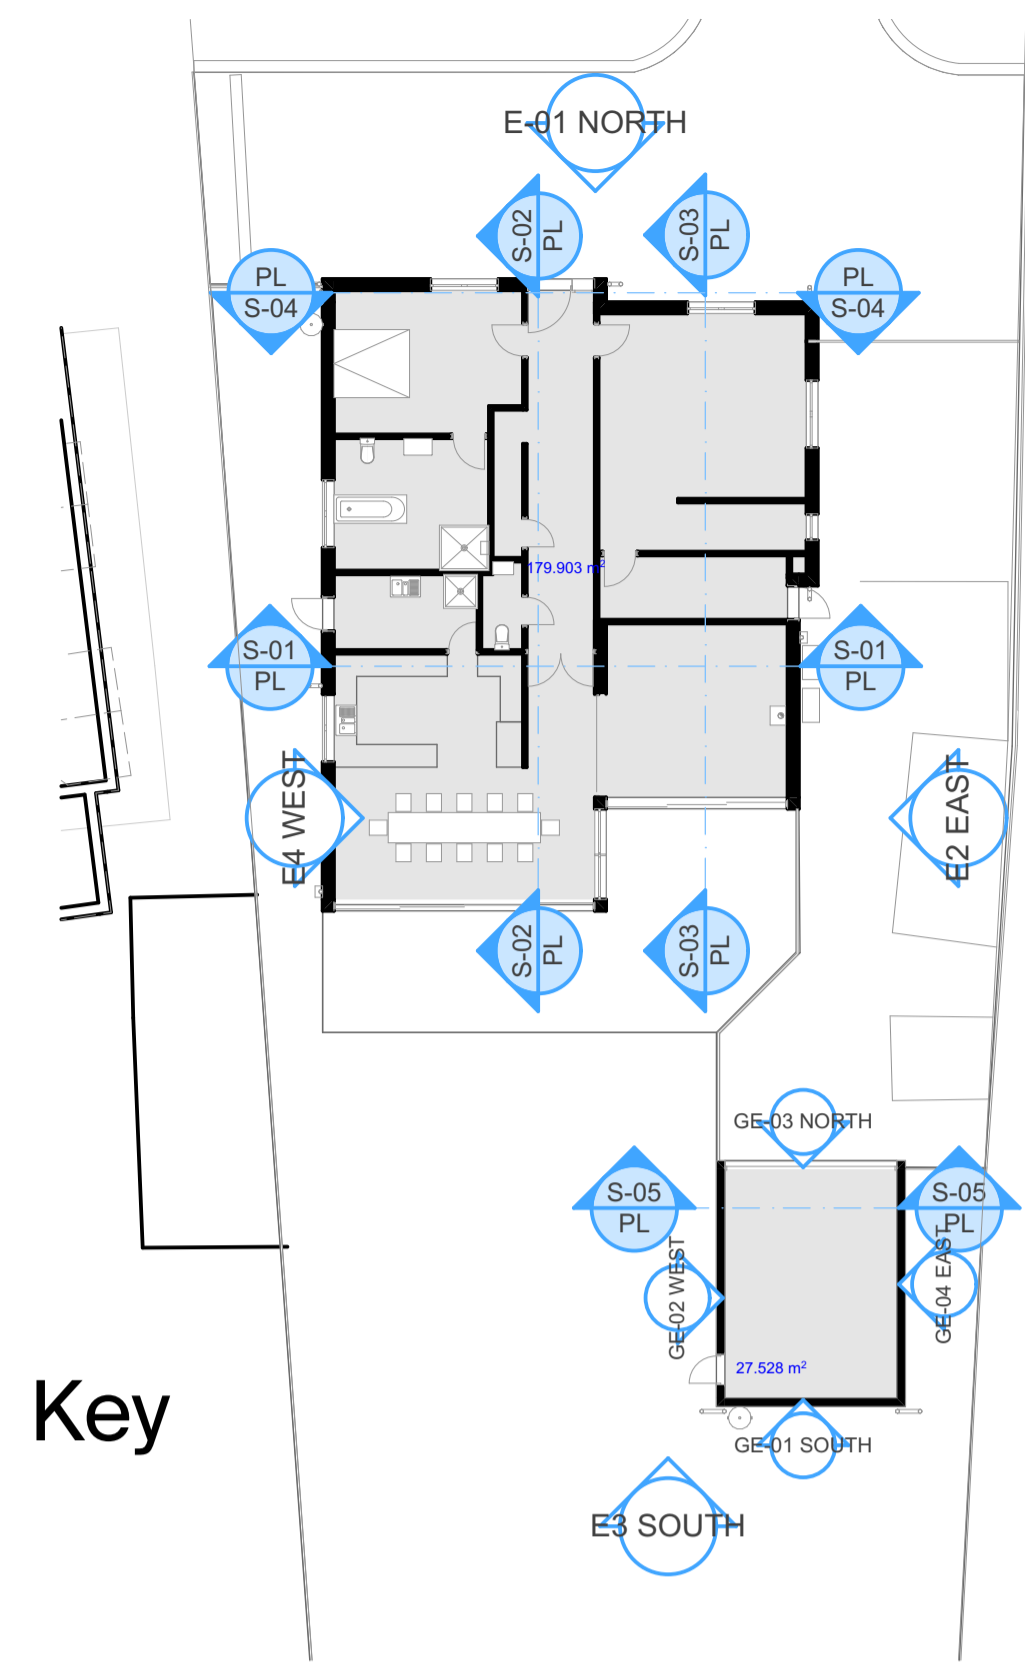 E-01 NORTH
S-02
PL
S-03
PL
PL
S-04
PL
S-04
179.903 m²
S-01
PL
S-01
PL
E4 WEST
E2 EAST
S-02
PL
S-03
PL
GE-03 NORTH
S-05
PL
S-05
PL
GE-02 WEST
GE-04 EAST
27.528 m²
Key
GE-01 SOUTH
E3 SOUTH